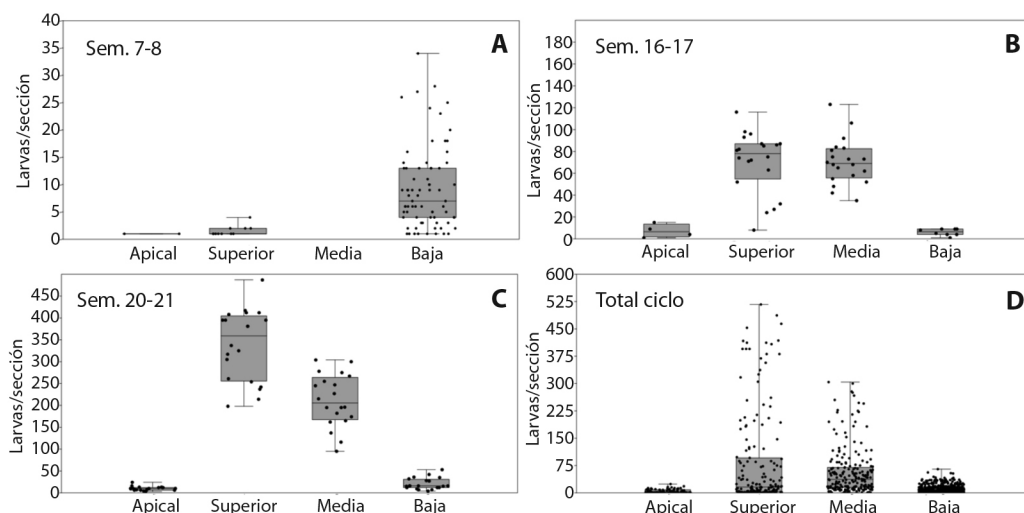 Sem. 7-8
A
Larvas/sección
40
35
30
25
20
15
10
5
0
Apical Superior Media Baja
Sem. 16-17
B
Larvas/sección
180
160
140
120
100
80
60
40
20
0
Apical Superior Media Baja
Sem. 20-21
C
Larvas/sección
450
400
350
300
250
200
150
100
50
0
Apical Superior Media Baja
Total ciclo
D
Larvas/sección
600
525
450
375
300
225
150
75
0
Apical Superior Media Baja